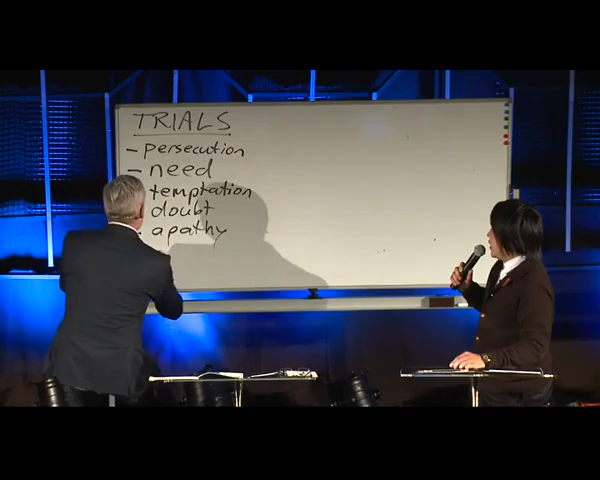 TRIALS
- persecution
- need
temptation
doubt
- apathy